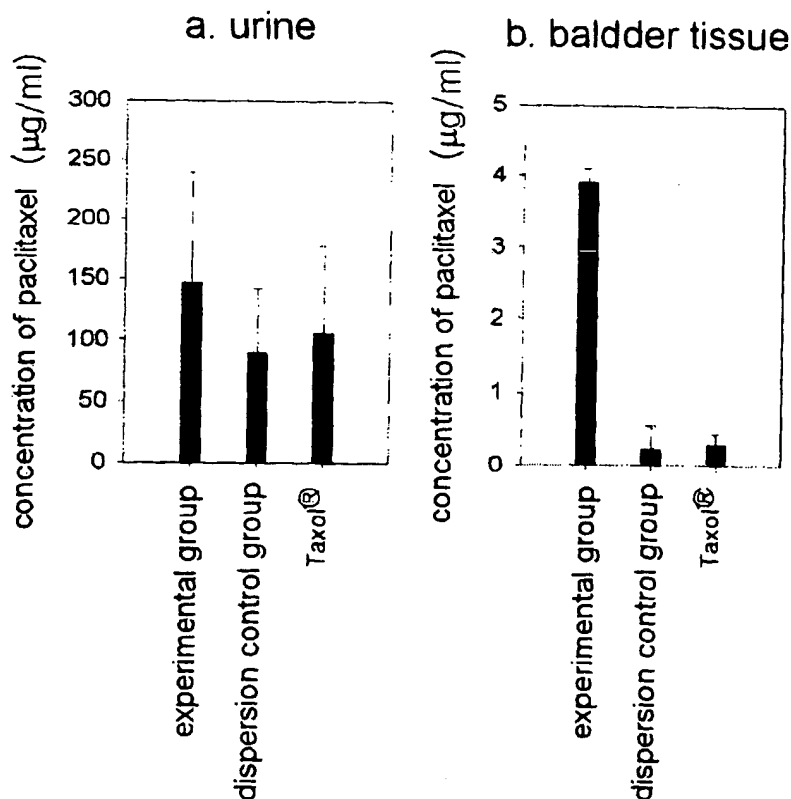 a. urine
concentration of paclitaxel (µg/ml)
300
250
200
150
100
50
0
experimental group
dispersion control group
Taxol®
b. baldder tissue
concentration of paclitaxel (µg/ml)
5
4
3
2
1
0
experimental group
dispersion control group
Taxol®